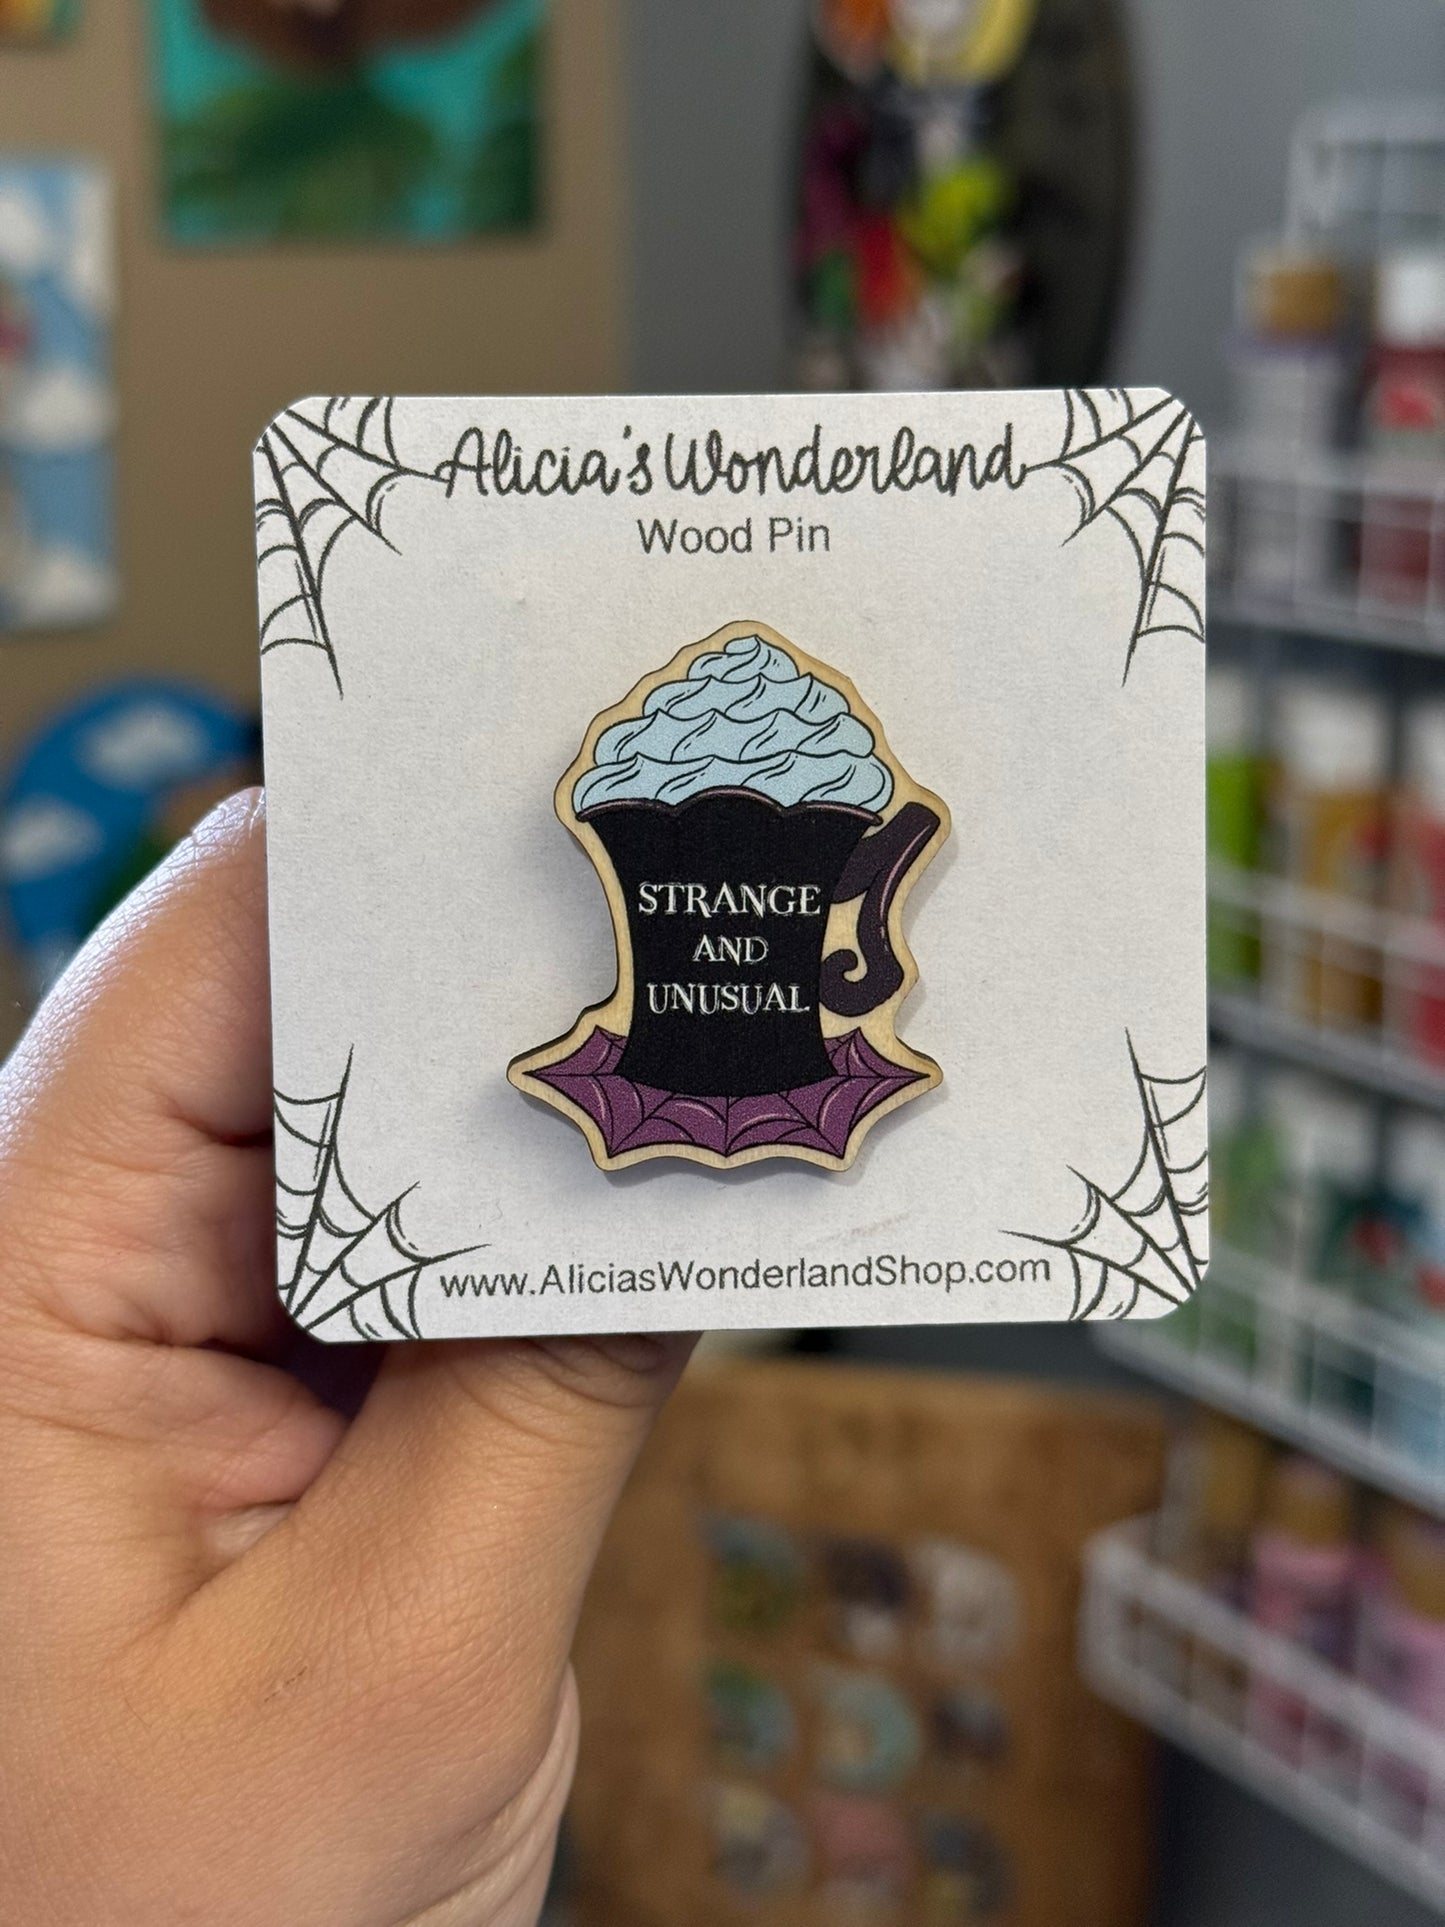 Alicia's Wonderland
Wood Pin
STRANGE
AND
UNUSUAL
www.AliciasWonderlandShop.com